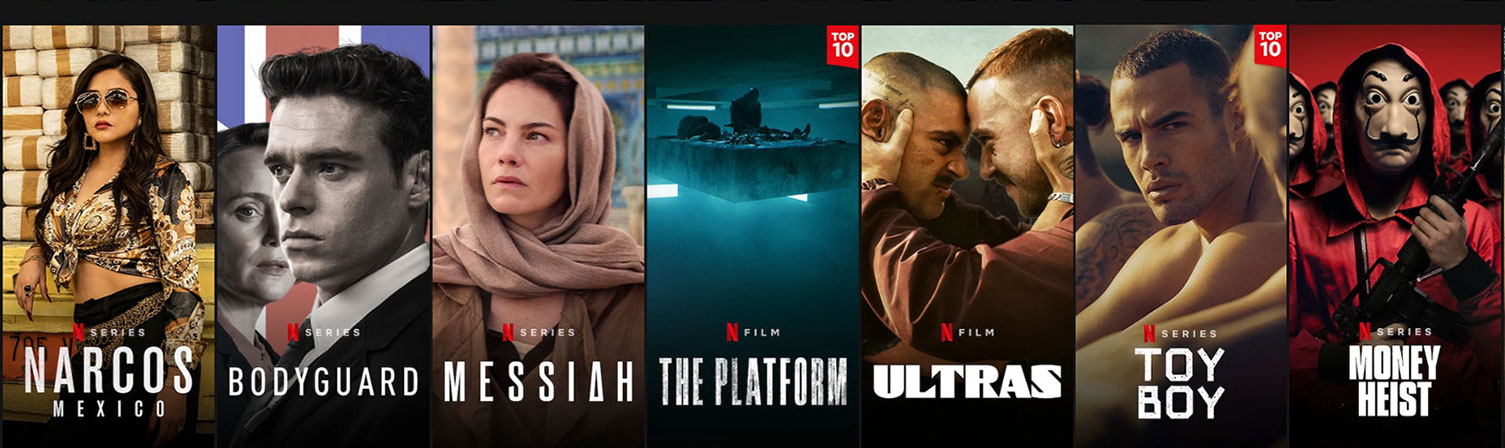 N SERIES
NARCOS
MEXICO
N SERIES
BODYGUARD
N SERIES
MESSIAH
TOP
10
N FILM
THE PLATFORM
N FILM
ULTRAS
TOP
10
N SERIES
TOY
BOY
N SERIES
MONEY
HEIST